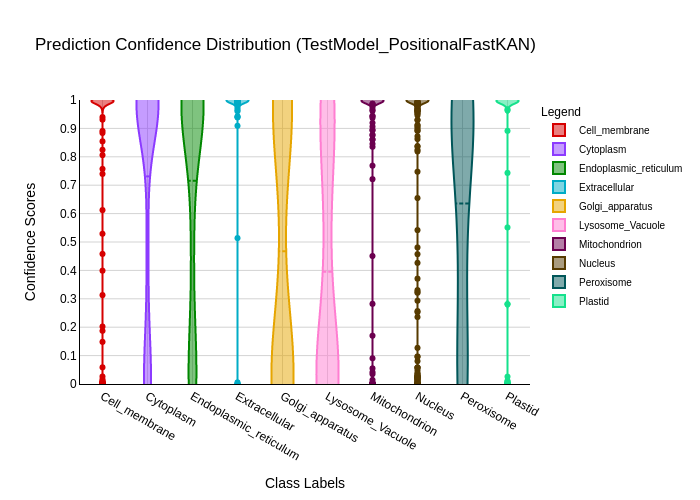 Prediction Confidence Distribution (TestModel_PositionalFastKAN)
Confidence Scores
1
0.9
0.8
0.7
0.6
0.5
0.4
0.3
0.2
0.1
0
Cell_membrane
Cytoplasm
Endoplasmic_reticulum
Extracellular
Golgi_apparatus
Lysosome_Vacuole
Mitochondrion
Nucleus
Peroxisome
Plastid
Class Labels
Legend
Cell_membrane
Cytoplasm
Endoplasmic_reticulum
Extracellular
Golgi_apparatus
Lysosome_Vacuole
Mitochondrion
Nucleus
Peroxisome
Plastid